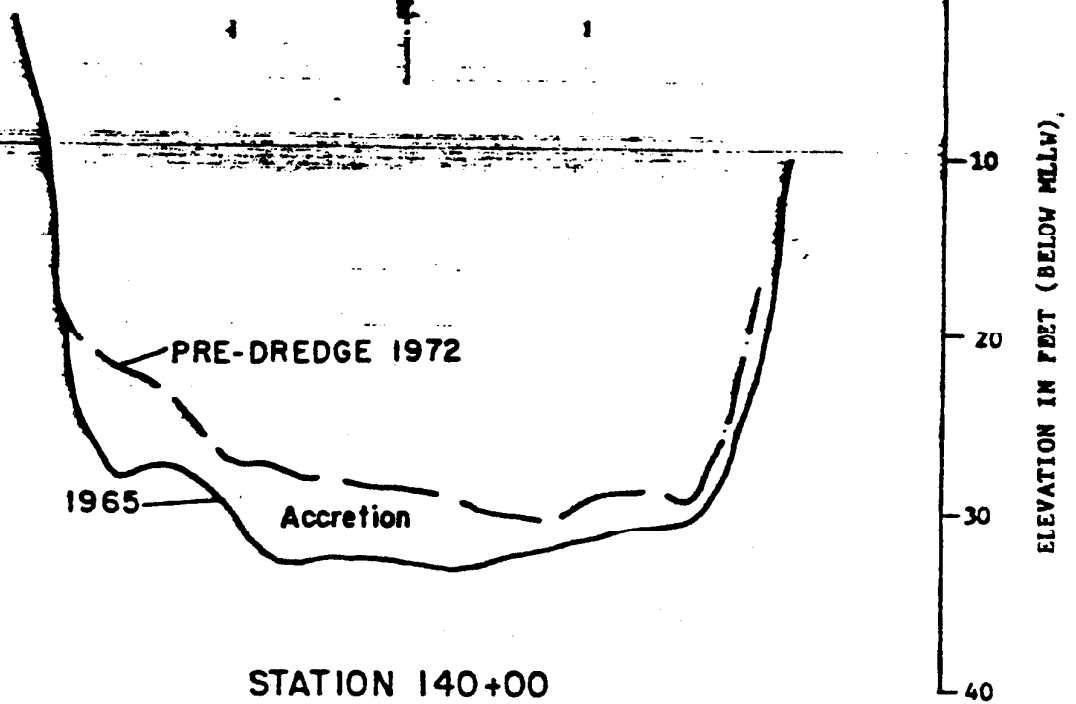 10
20
PRE-DREDGE 1972
1965
Accretion
30
STATION 140+00
40
ELEVATION IN FEET (BELOW MLLW)